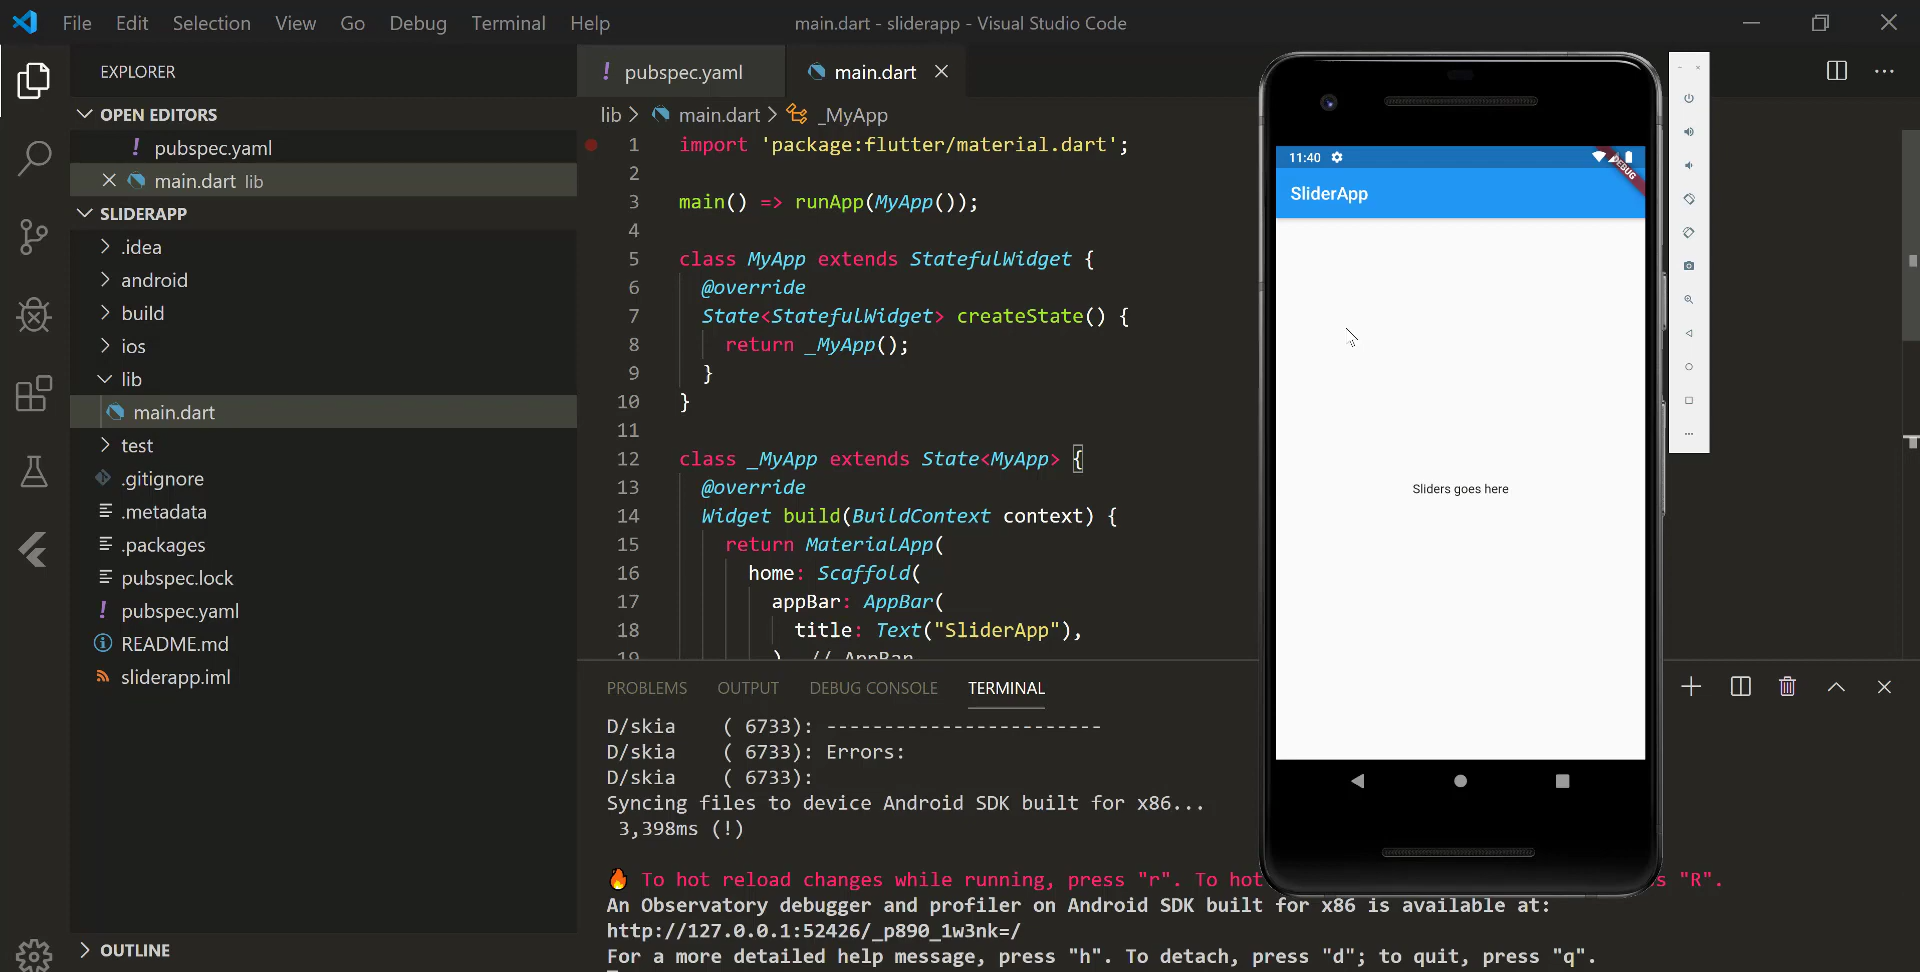 File Edit Selection View Go Debug Terminal Help
main.dart - sliderapp - Visual Studio Code
EXPLORER
OPEN EDITORS
! pubspec.yaml
main.dart lib
SLIDERAPP
.idea
android
build
ios
lib
main.dart
test
.gitignore
.metadata
.packages
pubspec.lock
! pubspec.yaml
README.md
sliderapp.iml
OUTLINE
! pubspec.yaml
main.dart
lib > main.dart > _MyApp
1 import 'package:flutter/material.dart';
2
3 main() => runApp(MyApp());
4
5 class MyApp extends StatefulWidget {
6 @override
7 State<StatefulWidget> createState() {
8 return _MyApp();
9 }
10 }
11
12 class _MyApp extends State<MyApp> {
13 @override
14 Widget build(BuildContext context) {
15 return MaterialApp(
16 home: Scaffold(
17 appBar: AppBar(
18 title: Text("SliderApp"),
19 ) // AppBar
PROBLEMS OUTPUT DEBUG CONSOLE TERMINAL
D/skia ( 6733): ------------------------
D/skia ( 6733): Errors:
D/skia ( 6733):
Syncing files to device Android SDK built for x86...
3,398ms (!)
🔥 To hot reload changes while running, press "r". To hot s "R".
An Observatory debugger and profiler on Android SDK built for x86 is available at:
http://127.0.0.1:52426/_p890_1w3nk=/
For a more detailed help message, press "h". To detach, press "d"; to quit, press "q".
11:40
DEBUG
SliderApp
Sliders goes here